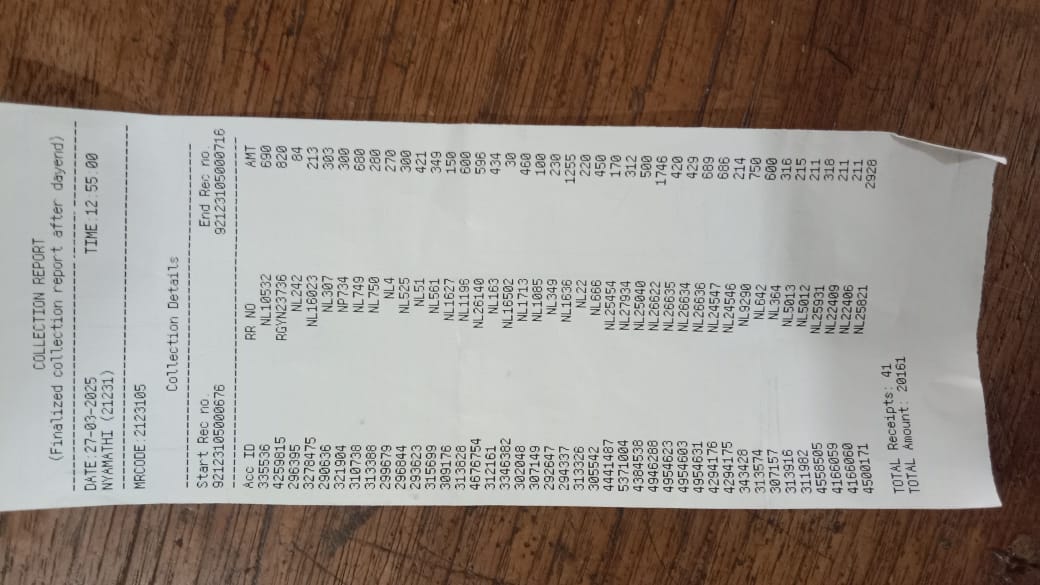 COLLECTION REPORT
(Finalized collection report after dayend)
--------------------------------------------
DATE:27-03-2025 TIME:12 55.00
NYAMATHI (21231)
--------------------------------------------
MRCODE:2123105
Collection Details
--------------------------------------------
Start Rec no. End Rec no.
92123105000676 92123105000716
--------------------------------------------
Acc ID RR NO AMT
335536 NL10532 690
4259815 RGYN23736 820
296395 NL242 84
3278475 NL16023 213
290636 NL307 303
321904 NP734 300
310738 NL749 680
313388 NL750 280
299679 NL4 270
296844 NL525 300
293623 NL51 421
315699 NL561 349
309176 NL1627 150
313628 NL1196 600
4676754 NL26140 596
312161 NL163 434
3346382 NL16502 30
302048 NL1713 460
307149 NL1085 100
292647 NL349 230
294337 NL1636 1255
313326 NL22 220
305542 NL666 450
4441487 NL25454 170
5371004 NL27934 312
4384538 NL25040 500
4946288 NL26622 1746
4954623 NL26635 420
4954603 NL26634 429
4954631 NL26636 689
4294176 NL24547 686
4294175 NL24546 214
343428 NL9290 750
313574 NL642 600
307157 NL364 316
313916 NL5013 215
311982 NL5012 211
4558505 NL25931 318
4166059 NL22409 211
4166060 NL22406 211
4500171 NL25821 2928
TOTAL Receipts: 41
TOTAL Amount: 20161